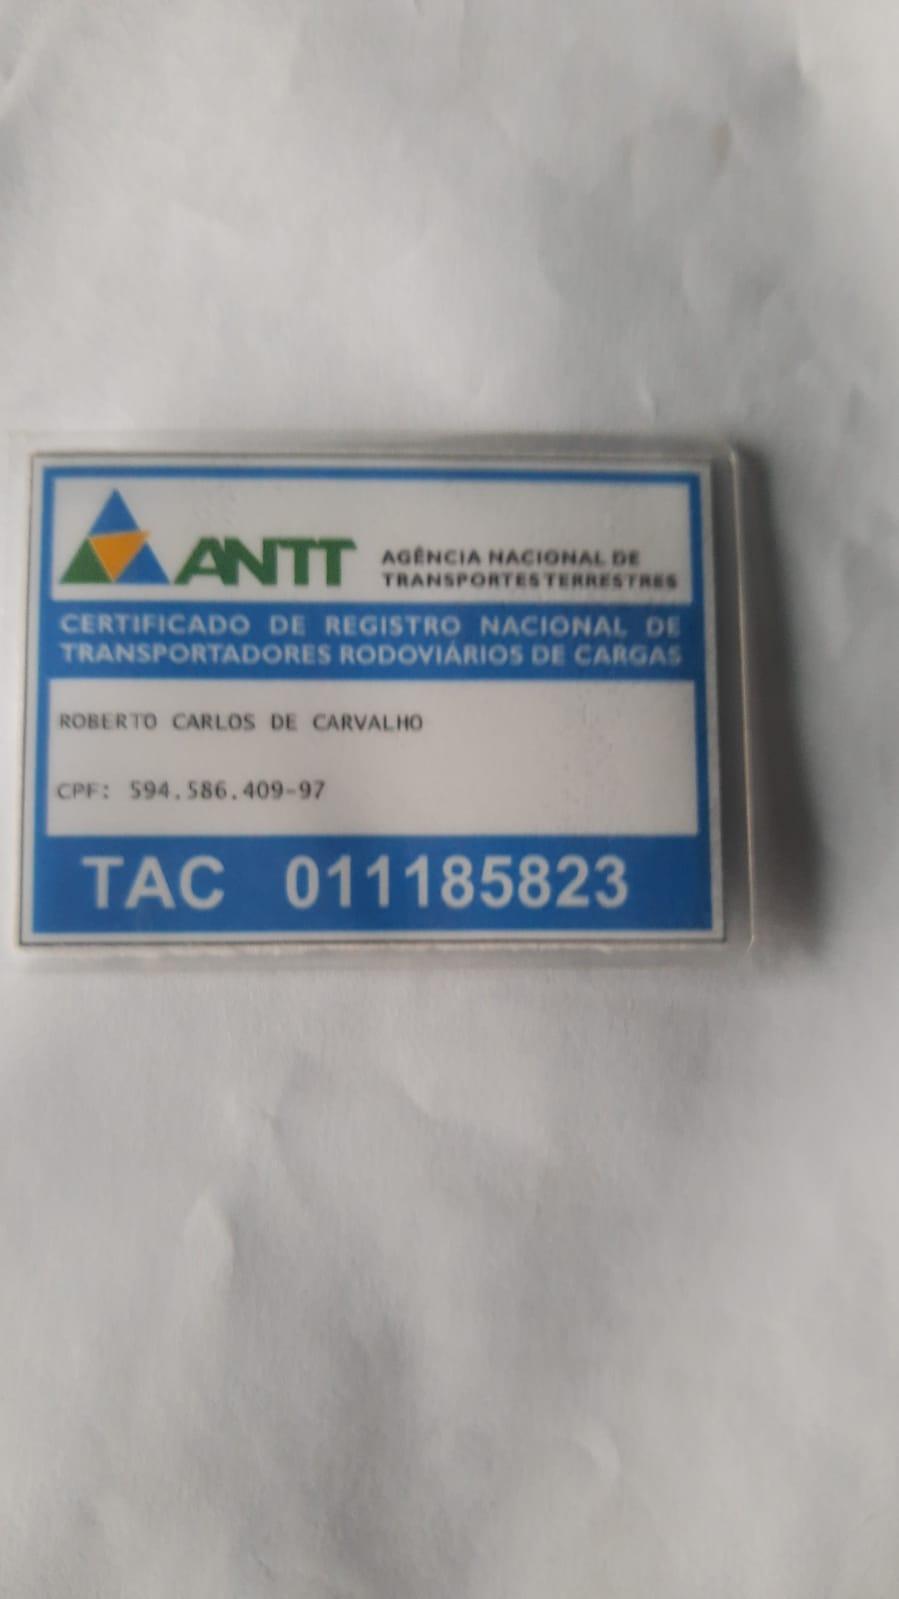 ANTT AGÊNCIA NACIONAL DE
TRANSPORTES TERRESTRES
CERTIFICADO DE REGISTRO NACIONAL DE
TRANSPORTADORES RODOVIÁRIOS DE CARGAS
ROBERTO CARLOS DE CARVALHO
CPF: 594.586.409-97
TAC 011185823